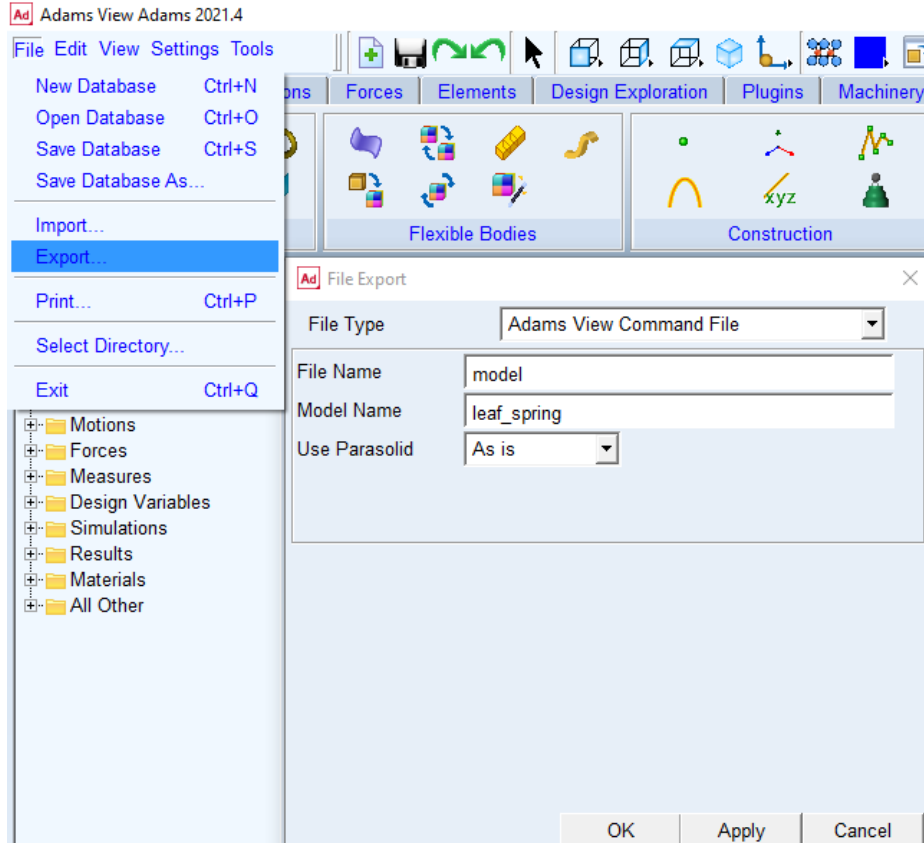 Ad Adams View Adams 2021.4
File Edit View Settings Tools
New Database Ctrl+N
Open Database Ctrl+O
Save Database Ctrl+S
Save Database As...
Import...
Export...
Print... Ctrl+P
Select Directory...
Exit Ctrl+Q
ons Forces Elements Design Exploration Plugins Machinery
xyz
Flexible Bodies Construction
Ad File Export
File Type Adams View Command File
File Name model
Model Name leaf_spring
Use Parasolid As is
Motions
Forces
Measures
Design Variables
Simulations
Results
Materials
All Other
OK Apply Cancel